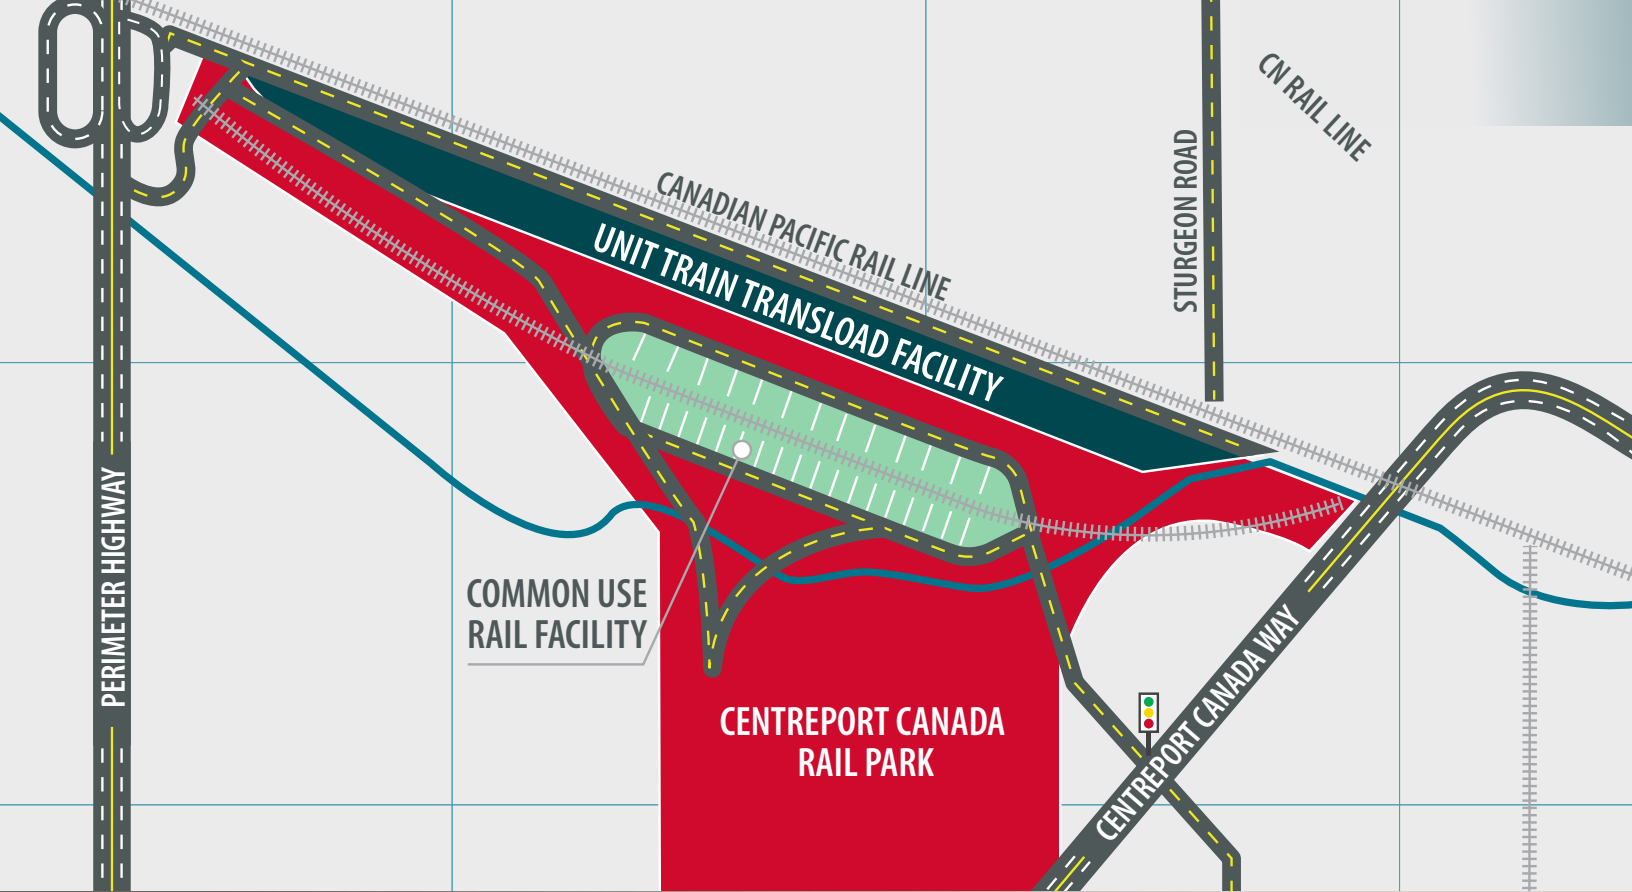 CN RAIL LINE
STURGEON ROAD
CANADIAN PACIFIC RAIL LINE
UNIT TRAIN TRANSLOAD FACILITY
PERIMETER HIGHWAY
COMMON USE
RAIL FACILITY
CENTREPORT CANADA
RAIL PARK
CENTREPORT CANADA WAY